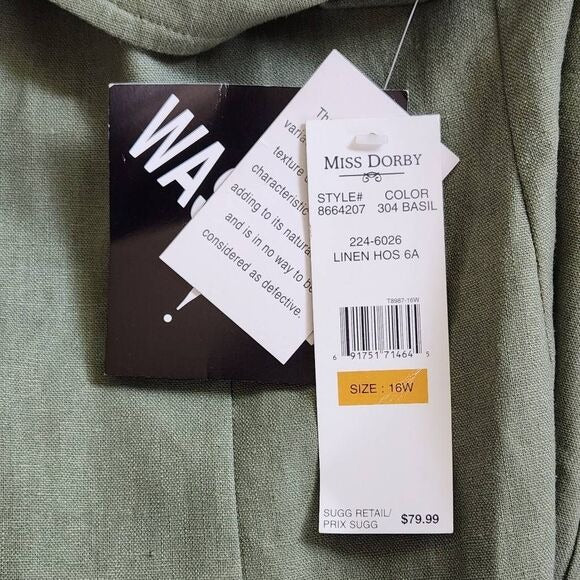 WAS
!
Th
varia
texture
characteristic
adding to its natura
and is in no way to be
considered as defective.
MISS DORBY
STYLE# COLOR
8664207 304 BASIL
224-6026
LINEN HOS 6A
T8987-16W
6 91751 71464 5
SIZE : 16W
SUGG RETAIL/
PRIX SUGG $79.99